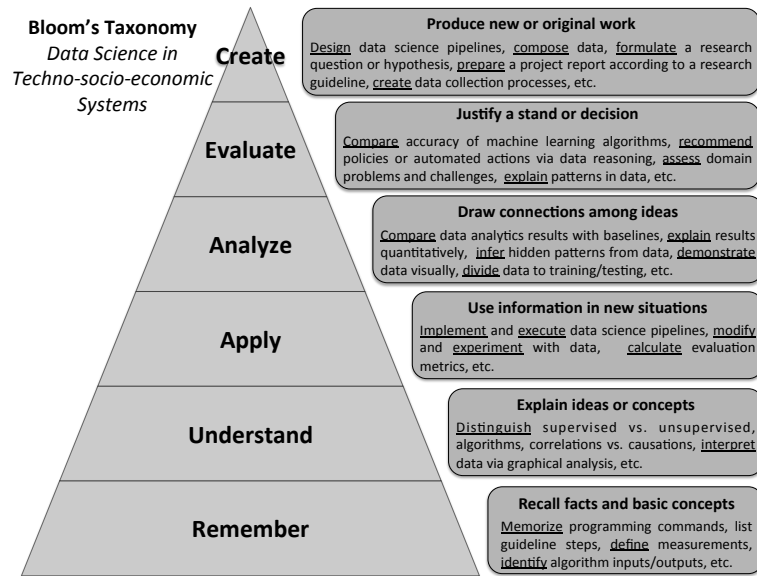 Bloom's Taxonomy
Data Science in
Techno-socio-economic
Systems
Create
Produce new or original work
Design data science pipelines, compose data, formulate a research
question or hypothesis, prepare a project report according to a research
guideline, create data collection processes, etc.
Evaluate
Justify a stand or decision
Compare accuracy of machine learning algorithms, recommend
policies or automated actions via data reasoning, assess domain
problems and challenges, explain patterns in data, etc.
Analyze
Draw connections among ideas
Compare data analytics results with baselines, explain results
quantitatively, infer hidden patterns from data, demonstrate
data visually, divide data to training/testing, etc.
Apply
Use information in new situations
Implement and execute data science pipelines, modify
and experiment with data, calculate evaluation
metrics, etc.
Understand
Explain ideas or concepts
Distinguish supervised vs. unsupervised,
algorithms, correlations vs. causations, interpret
data via graphical analysis, etc.
Remember
Recall facts and basic concepts
Memorize programming commands, list
guideline steps, define measurements,
identify algorithm inputs/outputs, etc.